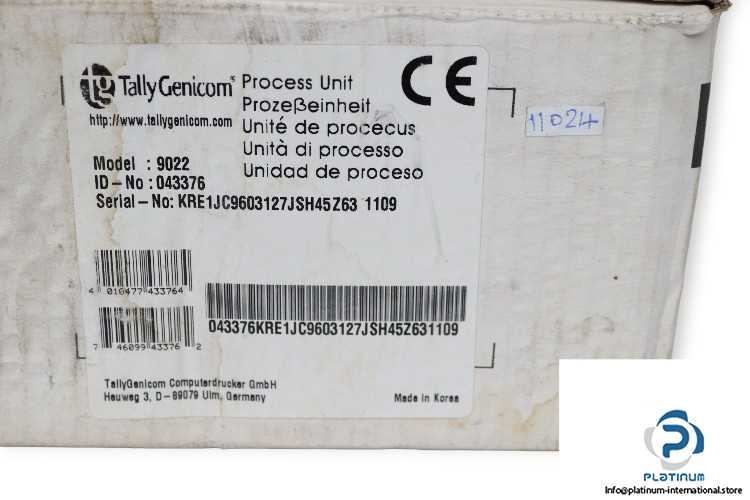 tg TallyGenicom®
http://www.tallygenicom.com
Process Unit
Prozeßeinheit
Unité de procecus
Unità di processo
Unidad de proceso
CE
11024
Model : 9022
ID-No : 043376
Serial-No: KRE1JC9603127JSH45Z63 1109
4 010477 433764
7 46099 43376 2
043376KRE1JC9603127JSH45Z631109
TallyGenicom Computerdrucker GmbH
Heuweg 3, D-89079 Ulm, Germany
Made in Korea
PLATINUM
Info@platinum-international.store